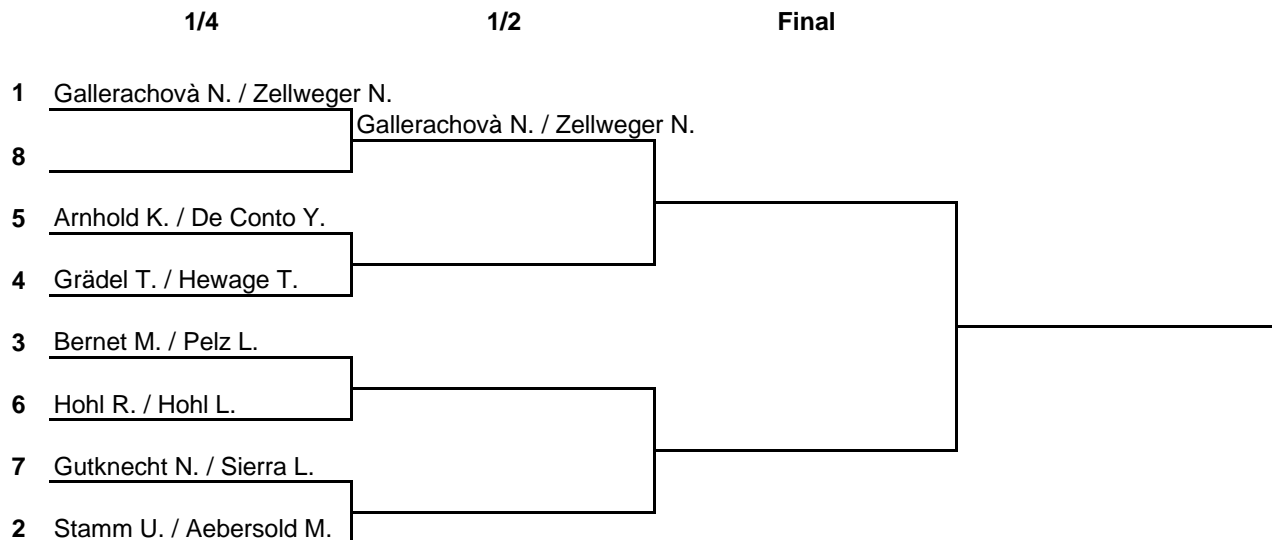 1/4 1/2 Final
1 Gallerachovà N. / Zellweger N.
Gallerachovà N. / Zellweger N.
8
5 Arnhold K. / De Conto Y.
4 Grädel T. / Hewage T.
3 Bernet M. / Pelz L.
6 Hohl R. / Hohl L.
7 Gutknecht N. / Sierra L.
2 Stamm U. / Aebersold M.